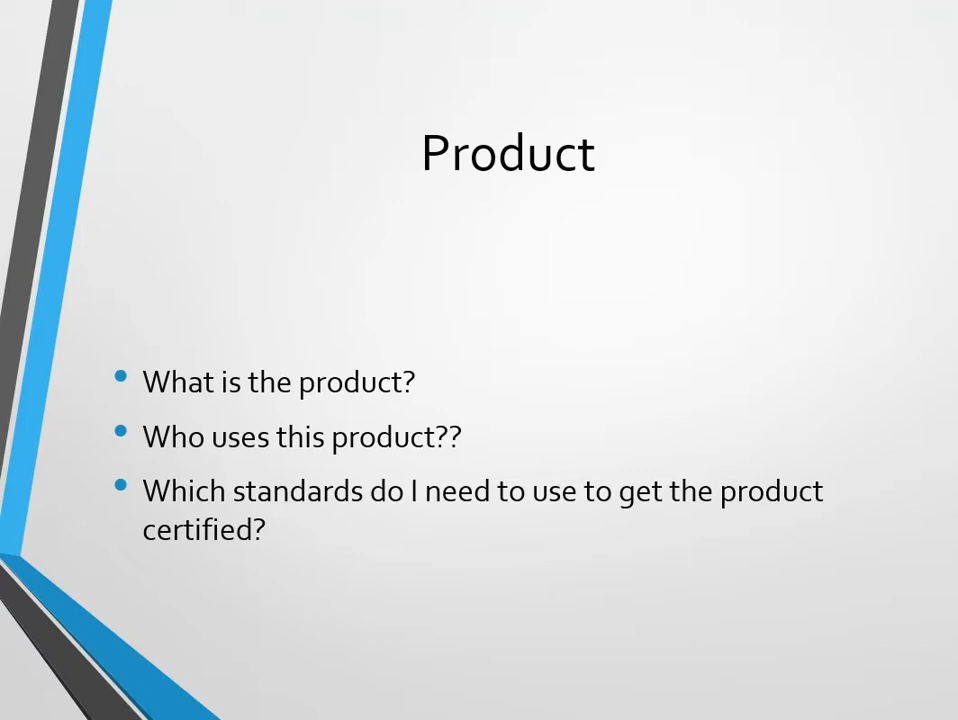 Product
What is the product?
Who uses this product??
Which standards do I need to use to get the product
certified?